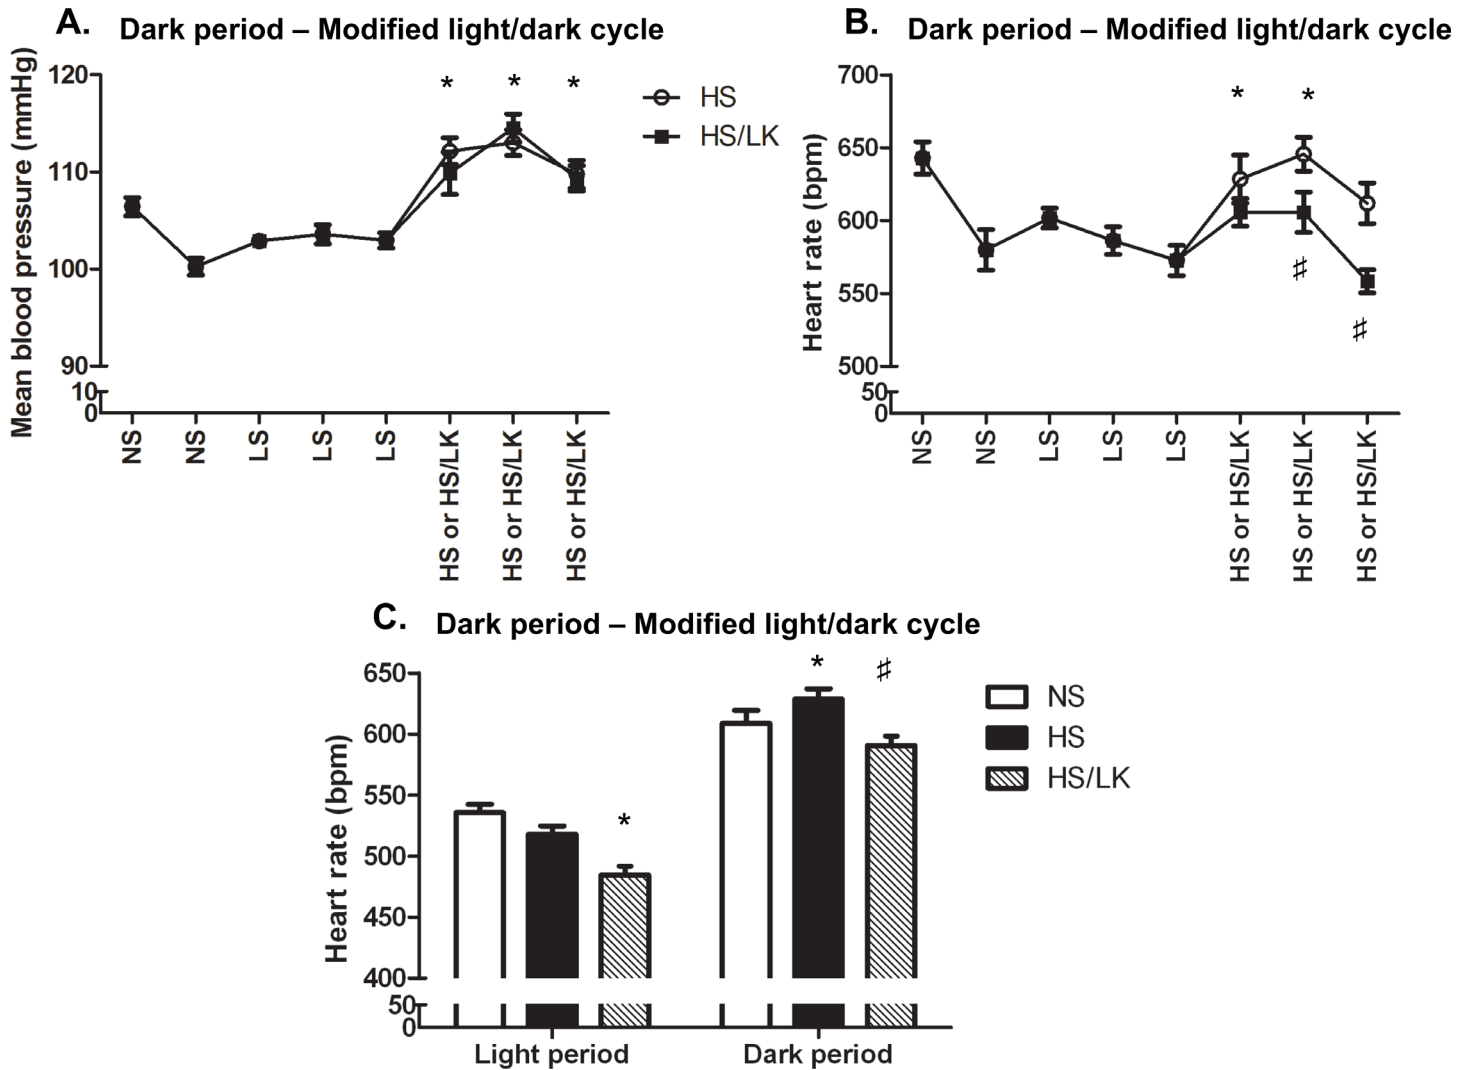 A. Dark period – Modified light/dark cycle
Mean blood pressure (mmHg)
120
110
100
90
10
0
* * *
HS
HS/LK
NS NS LS LS LS HS or HS/LK HS or HS/LK HS or HS/LK
B. Dark period – Modified light/dark cycle
Heart rate (bpm)
700
650
600
550
500
50
0
* *
♯
♯
NS NS LS LS LS HS or HS/LK HS or HS/LK HS or HS/LK
C. Dark period – Modified light/dark cycle
Heart rate (bpm)
650
600
550
500
450
400
50
0
* * ♯
NS
HS
HS/LK
Light period Dark period